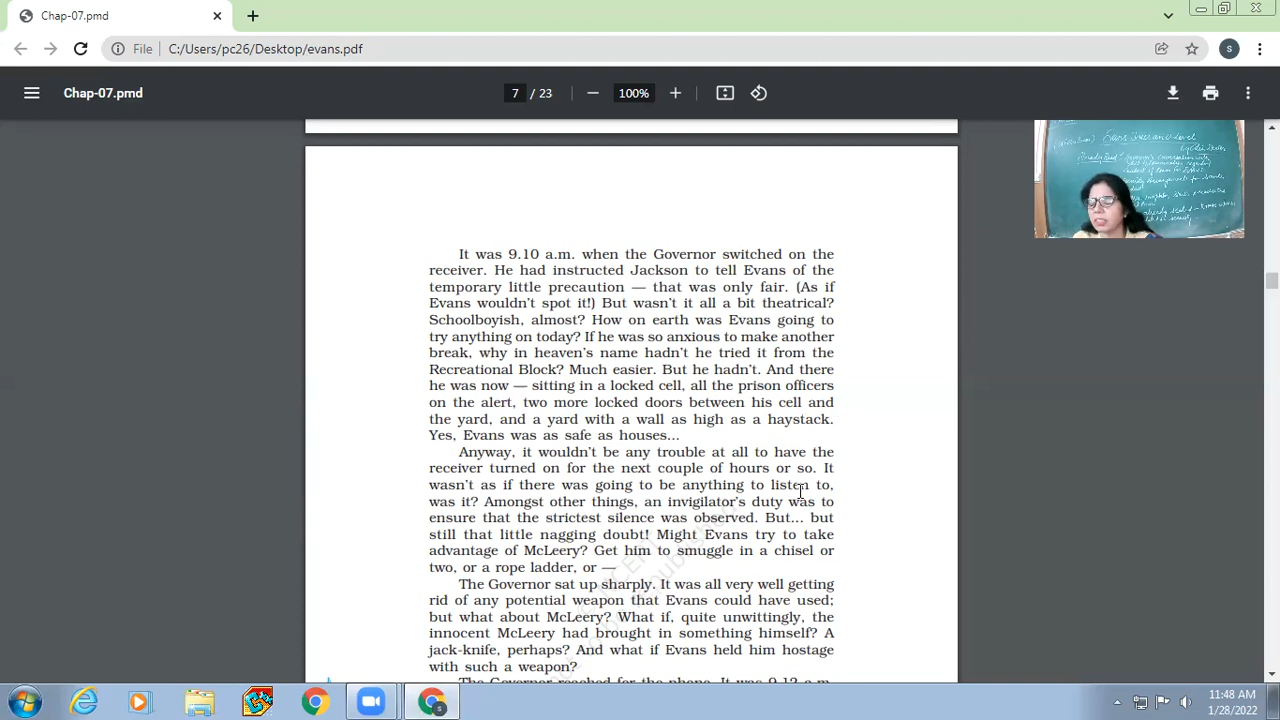 Chap-07.pmd
File
C:/Users/pc26/Desktop/evans.pdf
S
Chap-07.pmd
7 / 23
100%
Evans Tries an O-level
It was 9.10 a.m. when the Governor switched on the
receiver. He had instructed Jackson to tell Evans of the
temporary little precaution — that was only fair. (As if
Evans wouldn't spot it!) But wasn't it all a bit theatrical?
Schoolboyish, almost? How on earth was Evans going to
try anything on today? If he was so anxious to make another
break, why in heaven's name hadn't he tried it from the
Recreational Block? Much easier. But he hadn't. And there
he was now — sitting in a locked cell, all the prison officers
on the alert, two more locked doors between his cell and
the yard, and a yard with a wall as high as a haystack.
Yes, Evans was as safe as houses...
Anyway, it wouldn't be any trouble at all to have the
receiver turned on for the next couple of hours or so. It
wasn't as if there was going to be anything to listen to,
was it? Amongst other things, an invigilator's duty was to
ensure that the strictest silence was observed. But... but
still that little nagging doubt! Might Evans try to take
advantage of McLeery? Get him to smuggle in a chisel or
two, or a rope ladder, or —
The Governor sat up sharply. It was all very well getting
rid of any potential weapon that Evans could have used;
but what about McLeery? What if, quite unwittingly, the
innocent McLeery had brought in something himself? A
jack-knife, perhaps? And what if Evans held him hostage
with such a weapon?
The Governor reached for the phone. It was 9.12 a.m.
11:48 AM
1/28/2022